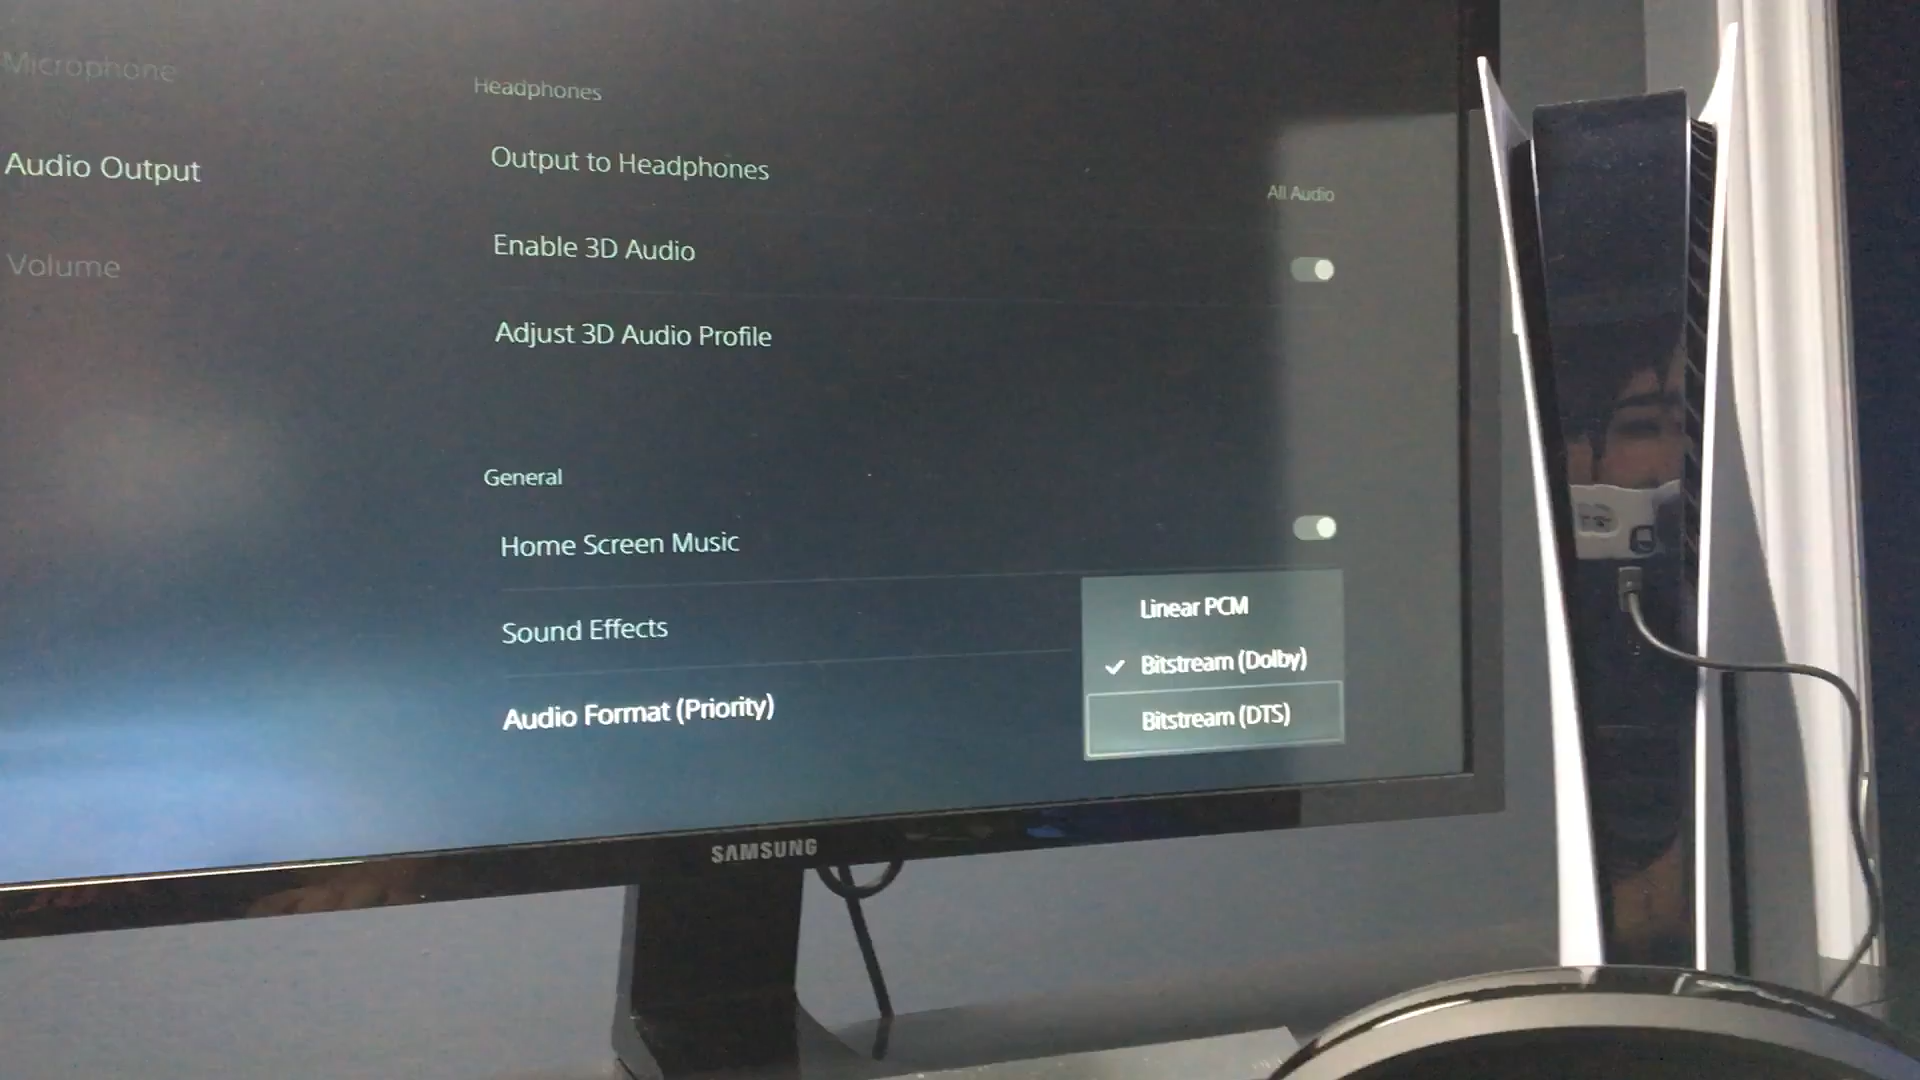 Microphone
Audio Output
Volume
Headphones
Output to Headphones
All Audio
Enable 3D Audio
Adjust 3D Audio Profile
General
Home Screen Music
Sound Effects
Audio Format (Priority)
Linear PCM
Bitstream (Dolby)
Bitstream (DTS)
SAMSUNG